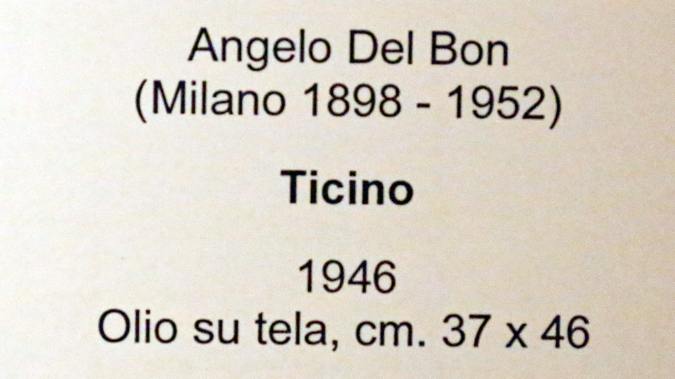 Angelo Del Bon
(Milano 1898 - 1952)
Ticino
1946
Olio su tela, cm. 37 x 46